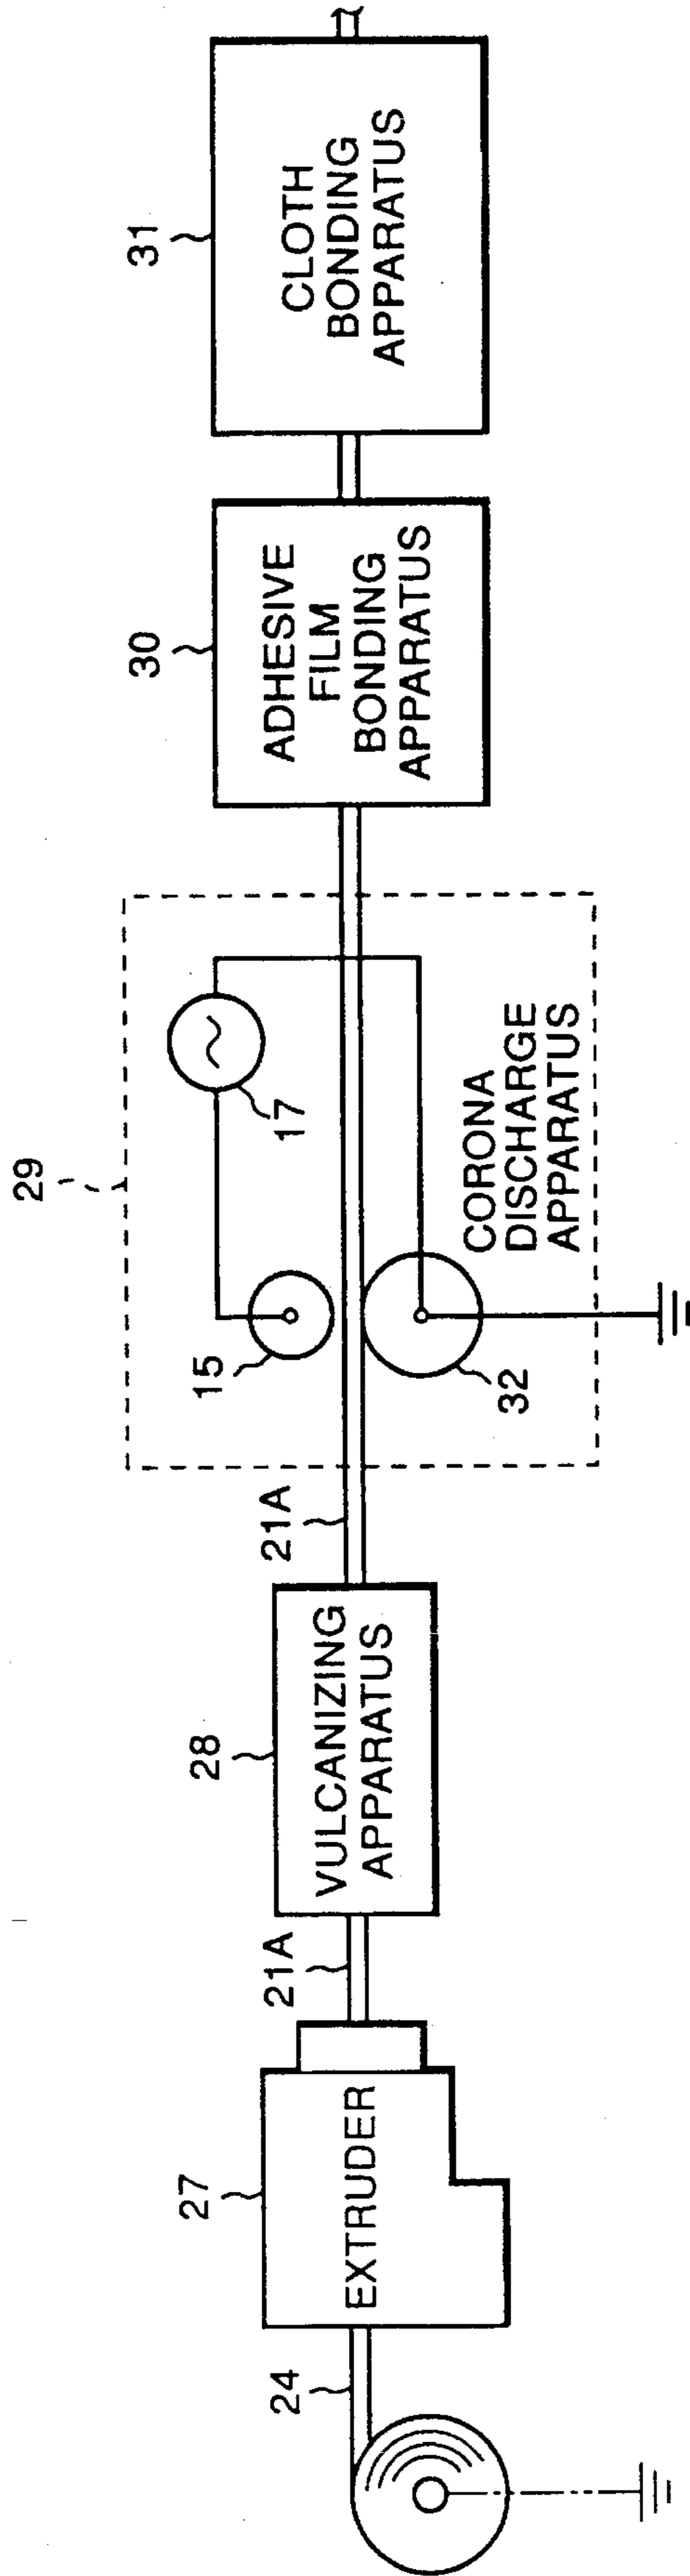 24
27
EXTRUDER
21A
28
VULCANIZING
APPARATUS
21A
29
15
17
32
CORONA
DISCHARGE
APPARATUS
30
ADHESIVE
FILM
BONDING
APPARATUS
31
CLOTH
BONDING
APPARATUS